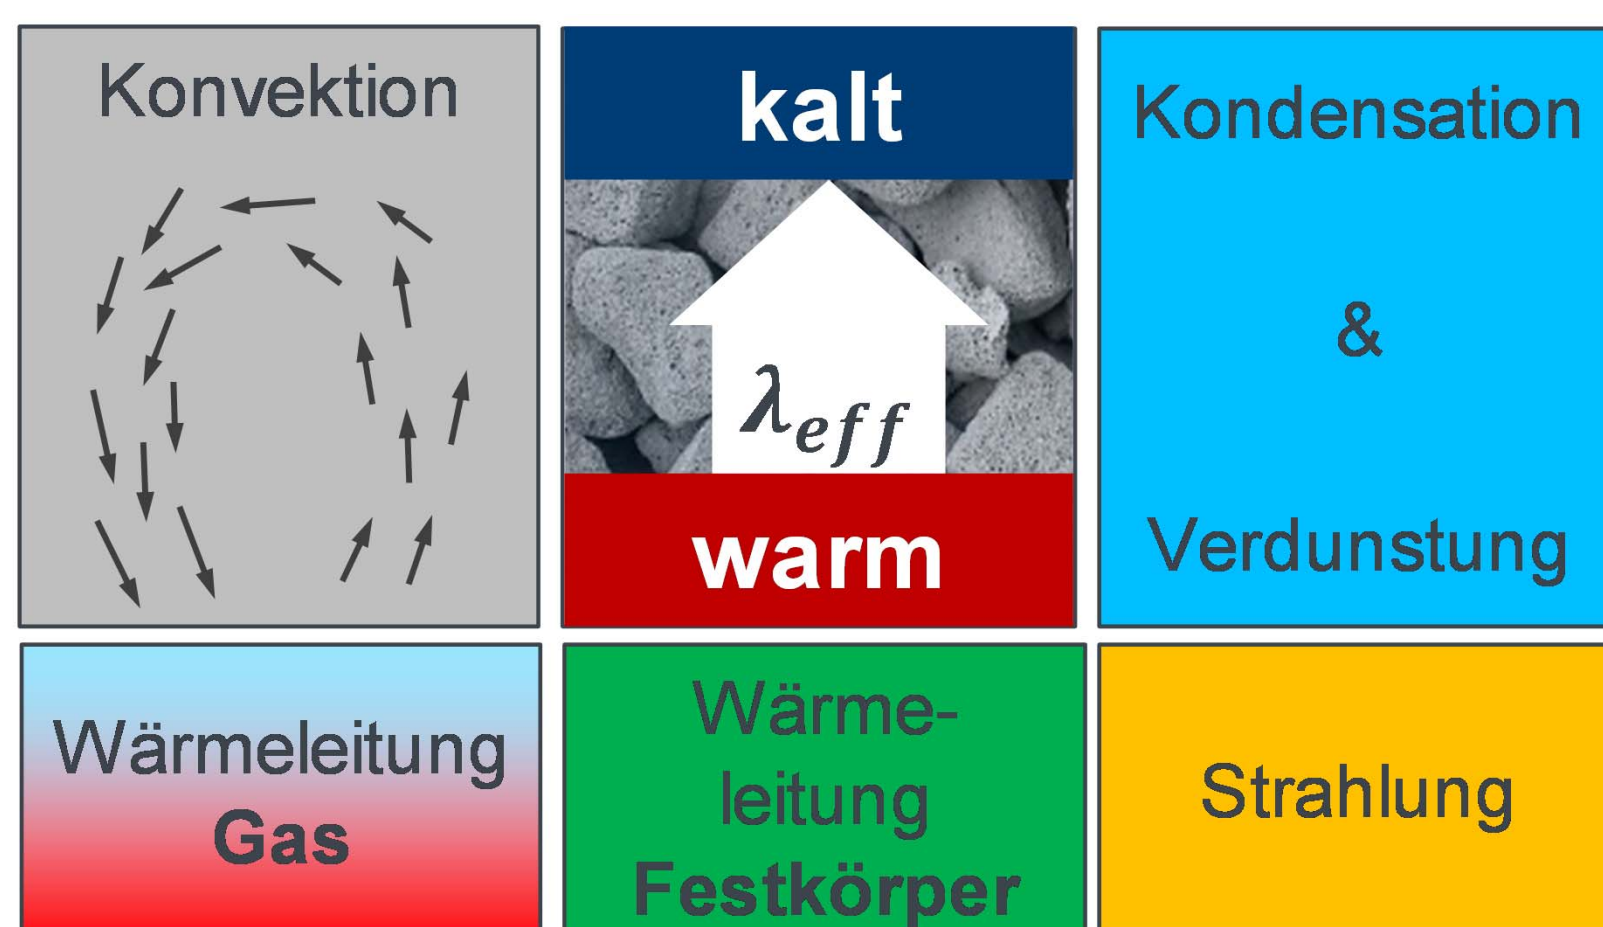 Konvektion
kalt
λeff
warm
Kondensation
&
Verdunstung
Wärmeleitung
Gas
Wärme-
leitung
Festkörper
Strahlung